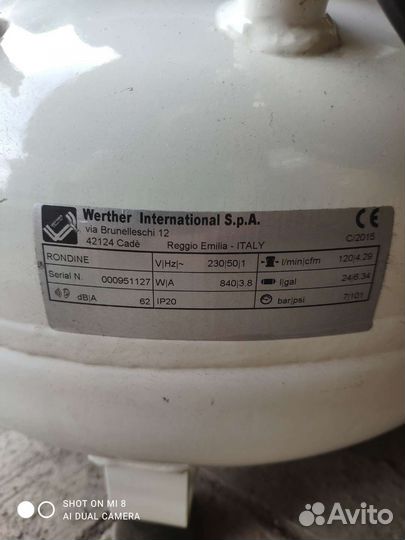 Werther International S.p.A.
via Brunelleschi 12
42124 Cadè Reggio Emilia - ITALY
CE
C/2015
RONDINE V|Hz|~ 230|50|1 l/min|cfm 120|4.29
Serial N. 000951127 W|A 840|3.8 l|gal 24|6.34
dB|A 62 IP20 bar|psi 7|101
SHOT ON MI 8
AI DUAL CAMERA
Avito